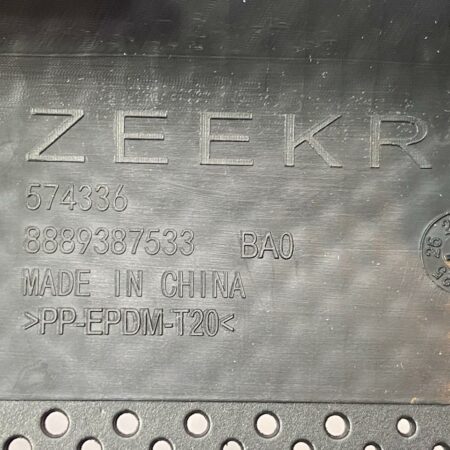 ZEEKR
574336
8889387533 BA0
MADE IN CHINA
>PP-EPDM-T20<